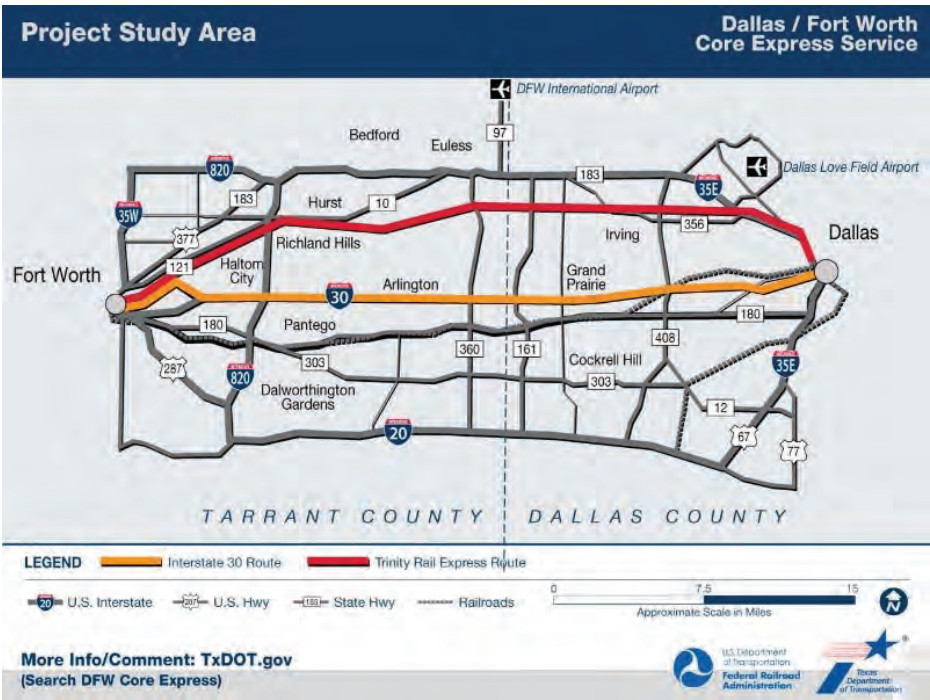 Project Study Area
Dallas / Fort Worth
Core Express Service
DFW International Airport
97
Bedford
Euless
820
183
Dallas Love Field Airport
35E
183
Hurst
10
35W
356
377
Richland Hills
Irving
Dallas
121
Haltom
City
Fort Worth
Grand
Prairie
30
Arlington
180
Pantego
180
408
303
360
161
Cockrell Hill
35E
287
820
303
Dalworthington
Gardens
12
20
67
77
TARRANT COUNTY
DALLAS COUNTY
LEGEND
Interstate 30 Route
Trinity Rail Express Route
20
U.S. Interstate
U.S. Hwy
183
State Hwy
Railroads
0
7.5
15
Approximate Scale in Miles
N
More Info/Comment: TxDOT.gov
(Search DFW Core Express)
U.S. Department
of Transportation
Federal Railroad
Administration
Texas
Department
of Transportation